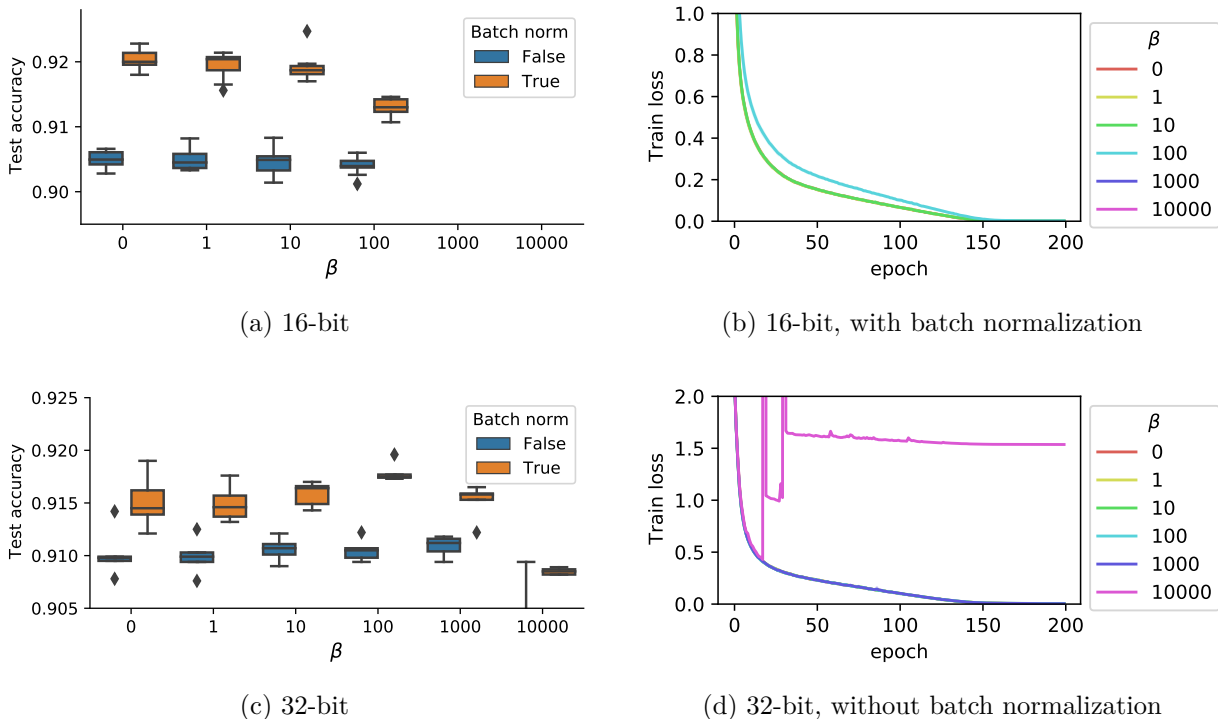 Test accuracy
0.92
0.91
0.90
0 1 10 100 1000 10000
β
Batch norm
False
True
(a) 16-bit
Train loss
1.0
0.8
0.6
0.4
0.2
0.0
0 50 100 150 200
epoch
β
0
1
10
100
1000
10000
(b) 16-bit, with batch normalization
Test accuracy
0.925
0.920
0.915
0.910
0.905
0 1 10 100 1000 10000
β
Batch norm
False
True
(c) 32-bit
Train loss
2.0
1.5
1.0
0.5
0.0
0 50 100 150 200
epoch
β
0
1
10
100
1000
10000
(d) 32-bit, without batch normalization